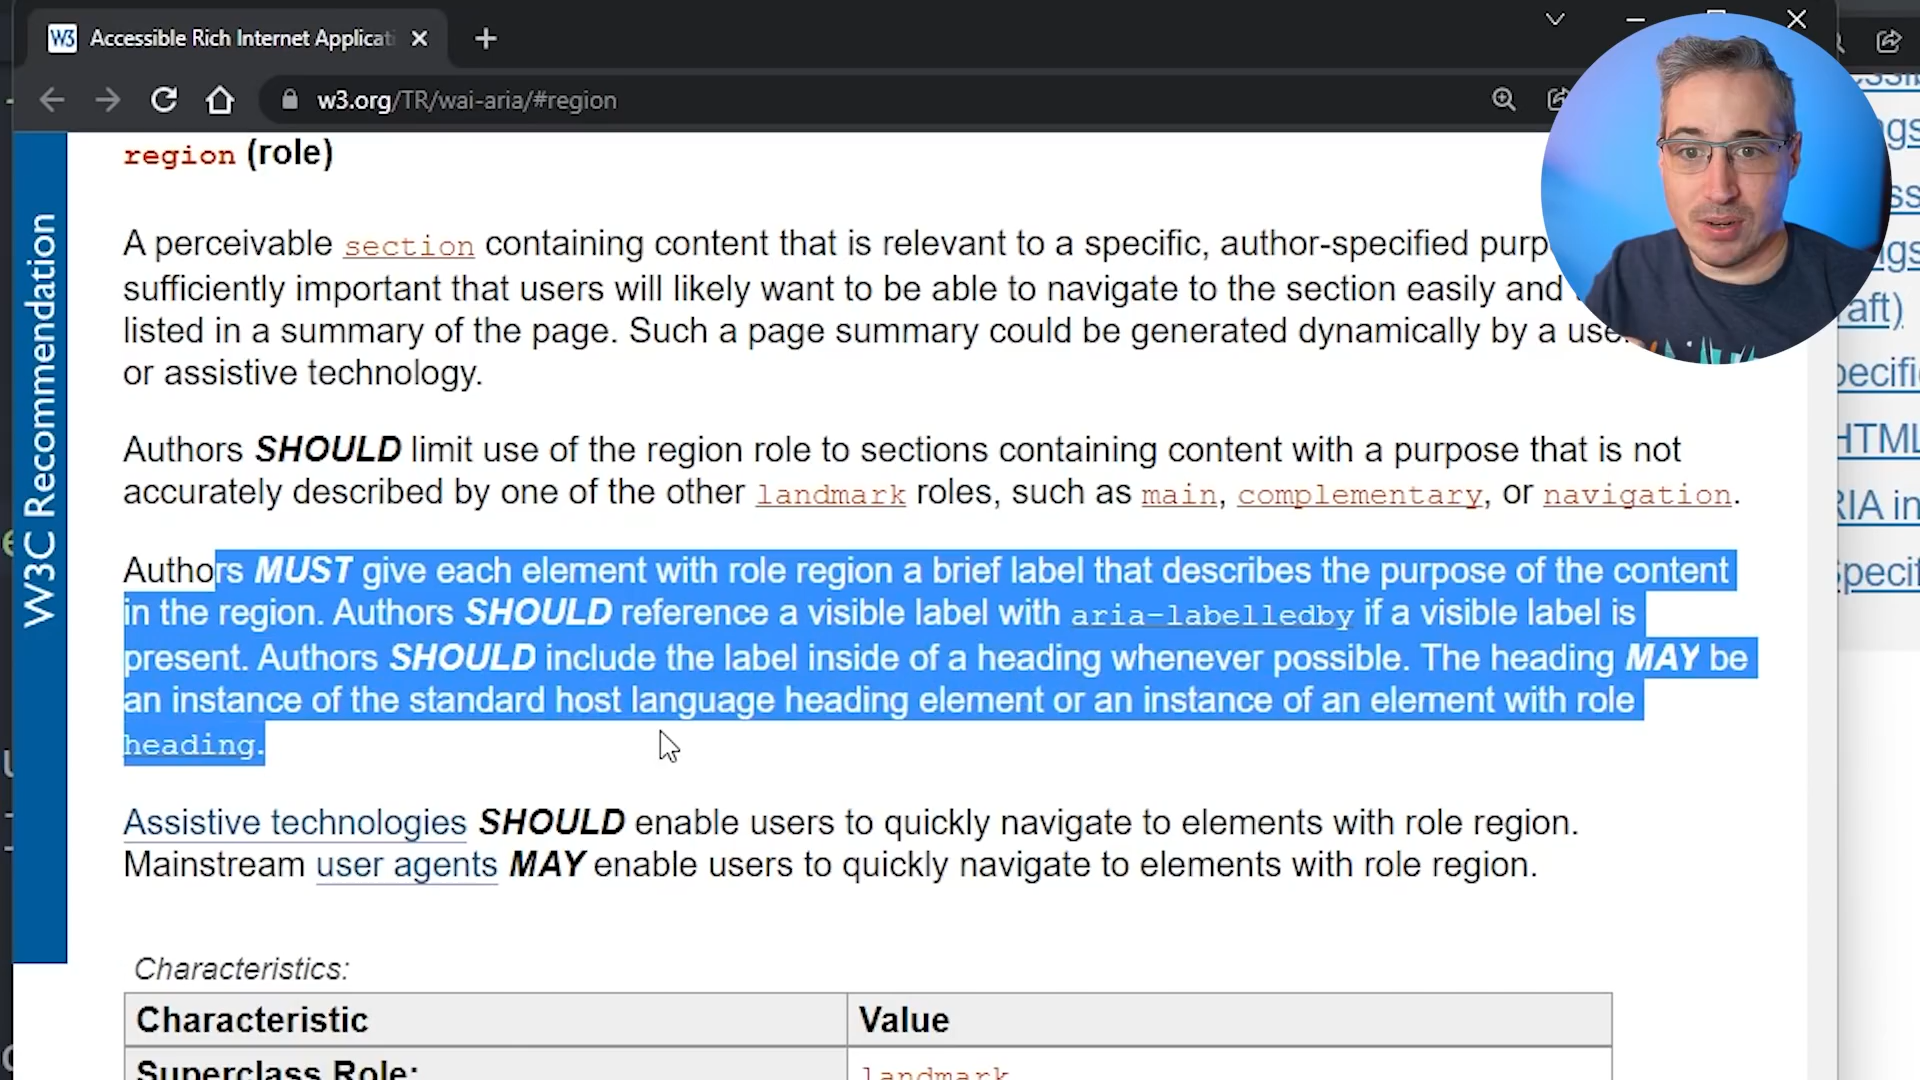 Accessible Rich Internet Applicati
w3.org/TR/wai-aria/#region
W3C Recommendation
region (role)
A perceivable section containing content that is relevant to a specific, author-specified
sufficiently important that users will likely want to be able to navigate to the section easily and
listed in a summary of the page. Such a page summary could be generated dynamically by a
or assistive technology.
Authors SHOULD limit use of the region role to sections containing content with a purpose that is not
accurately described by one of the other landmark roles, such as main, complementary, or navigation.
Authors MUST give each element with role region a brief label that describes the purpose of the content
in the region. Authors SHOULD reference a visible label with aria-labelledby if a visible label is
present. Authors SHOULD include the label inside of a heading whenever possible. The heading MAY be
an instance of the standard host language heading element or an instance of an element with role
heading.
Assistive technologies SHOULD enable users to quickly navigate to elements with role region.
Mainstream user agents MAY enable users to quickly navigate to elements with role region.
Characteristics:
Characteristic Value
Superclass Role: landmark
aft)
HTML